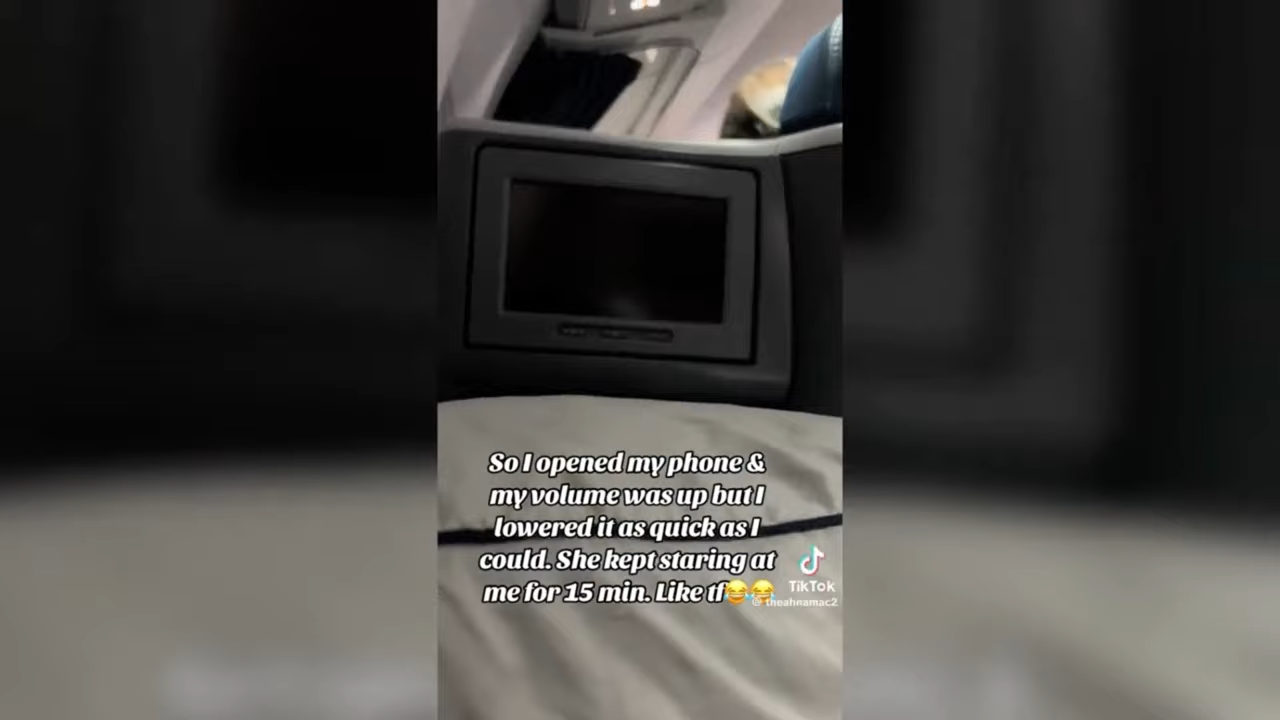 So I opened my phone &
my volume was up but I
lowered it as quick as I
could. She kept staring at
me for 15 min. Like tf😂😂
TikTok
@theahnamac2